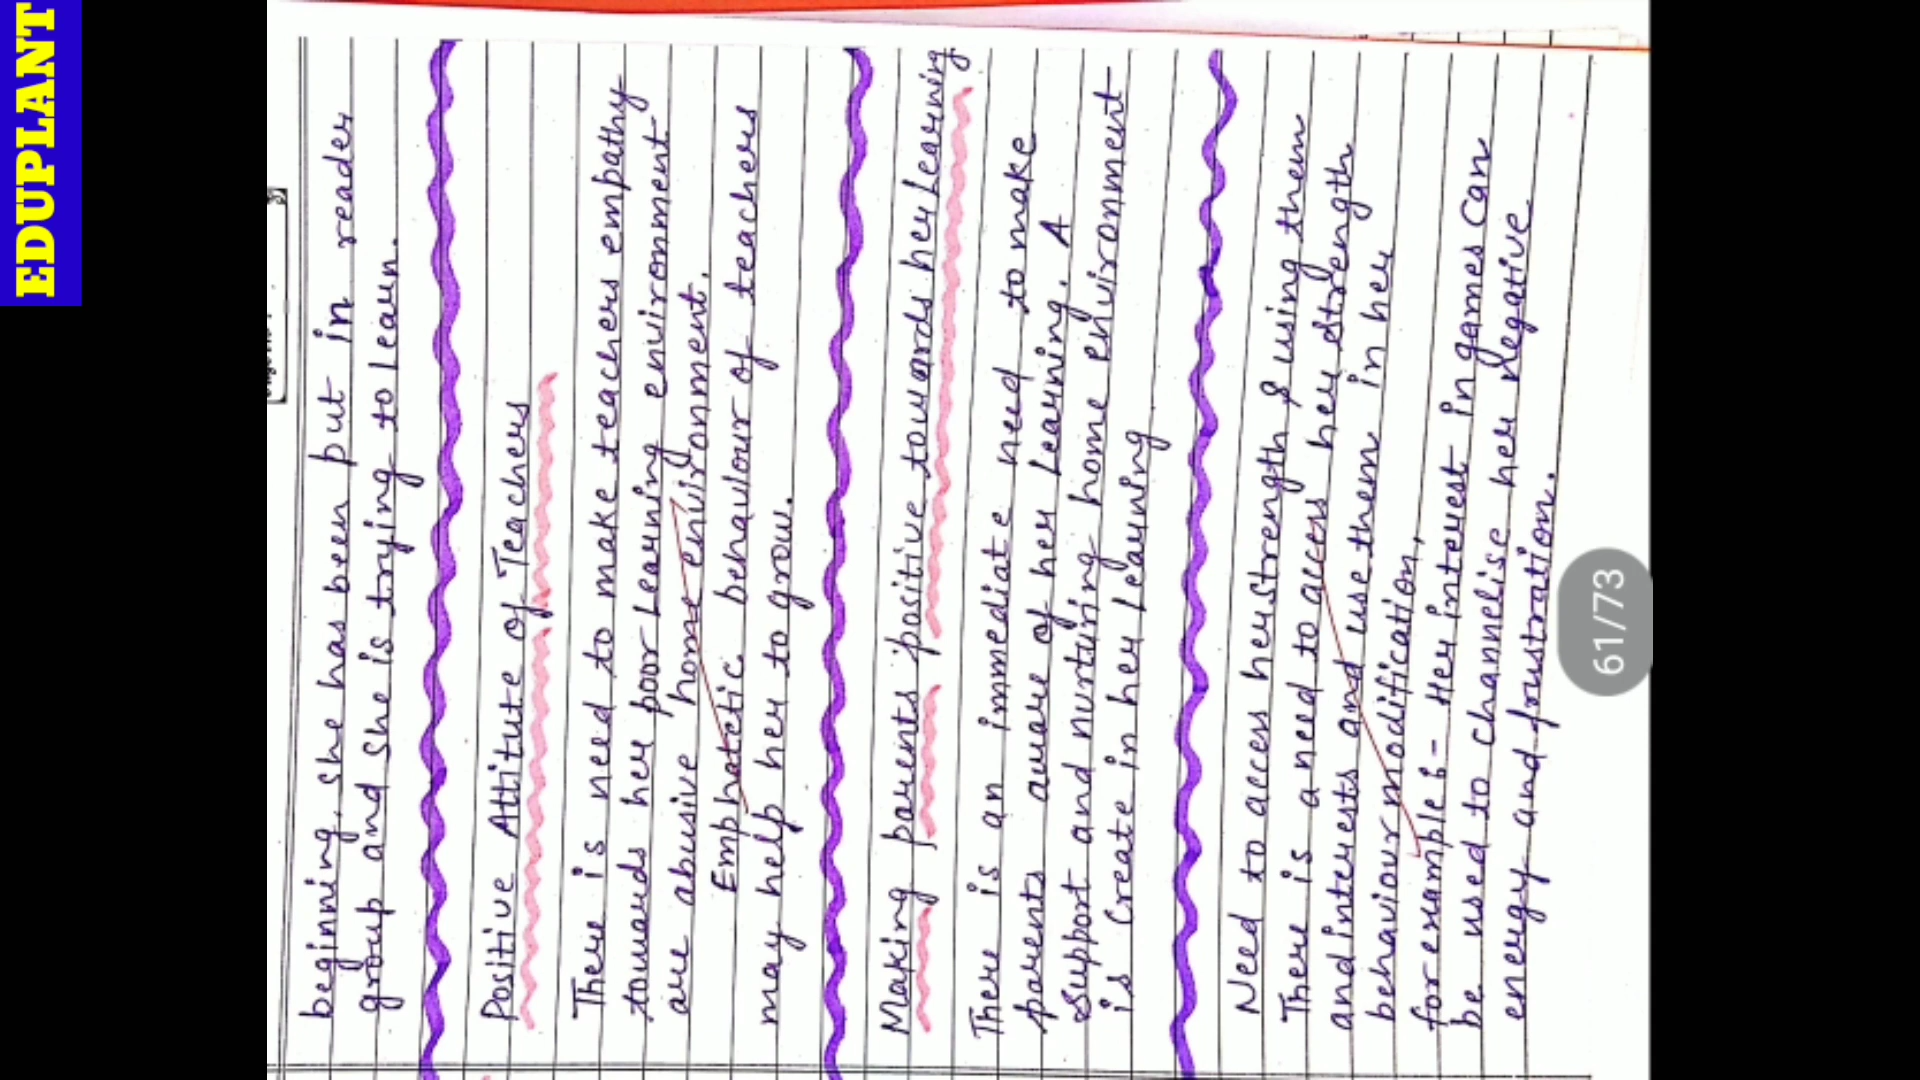 EDUPLANT
beginning, she has been put in reader
group and she is trying to learn.
Positive Attitute of Teachers
There is need to make teachers empathy
towards her poor learning environment
are abusive home environment.
Emphatetic behaviour of teachers
may help her to grow.
Making parents positive towards her learning
There is an immediate need to make
parents aware of her learning. A
support and nurturing home environment
is create in her learning
Need to access her strength & using them
There is a need to access her strength
and interests and use them in her
behaviour modification,
for example :- Her interest in games can
be used to channelise her negative
energy and frustration.
61/73